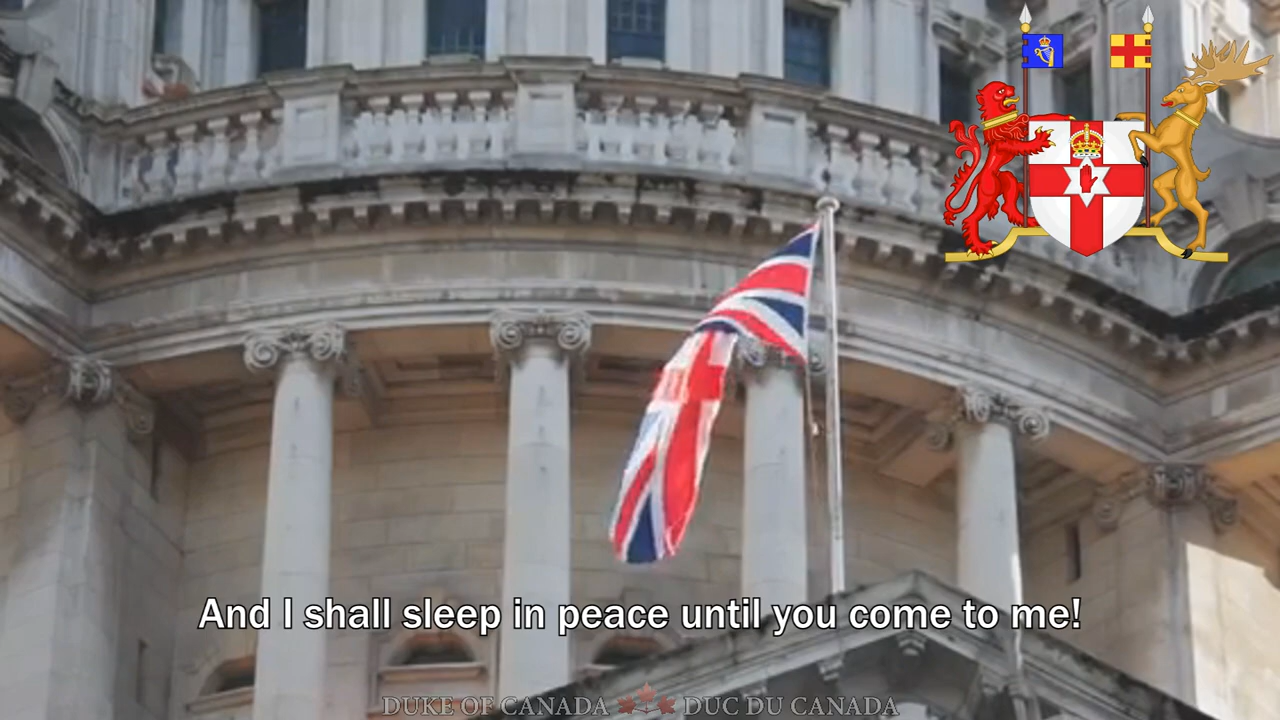 And I shall sleep in peace until you come to me!
DUKE OF CANADA DUC DU CANADA